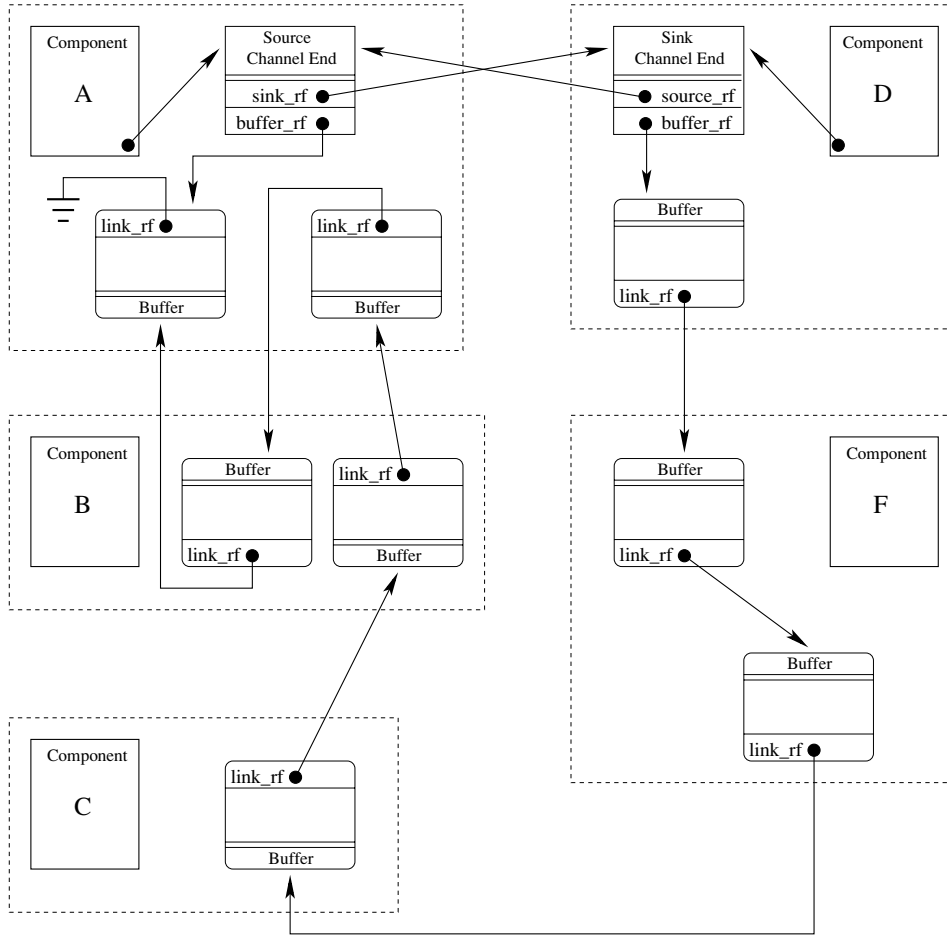 Component
A
Source
Channel End
sink_rf
buffer_rf
link_rf
Buffer
link_rf
Buffer
Sink
Channel End
source_rf
buffer_rf
Component
D
Buffer
link_rf
Component
B
Buffer
link_rf
link_rf
Buffer
Buffer
link_rf
Component
F
Buffer
link_rf
Component
C
link_rf
Buffer